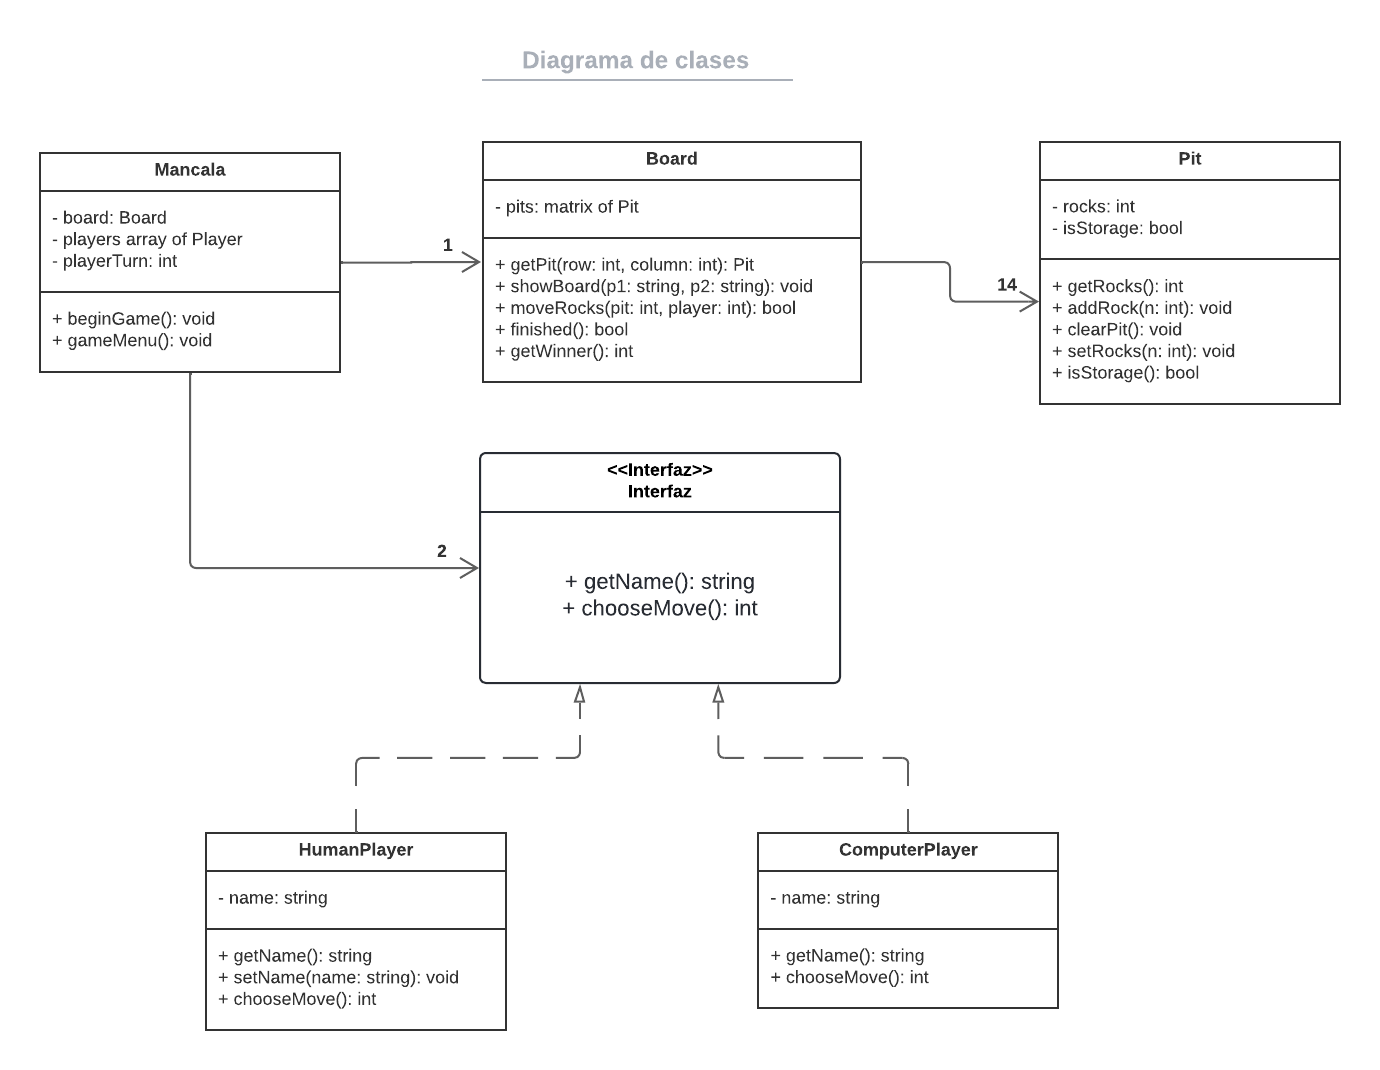 Diagrama de clases
Mancala
- board: Board
- players array of Player
- playerTurn: int
+ beginGame(): void
+ gameMenu(): void
1
Board
- pits: matrix of Pit
+ getPit(row: int, column: int): Pit
+ showBoard(p1: string, p2: string): void
+ moveRocks(pit: int, player: int): bool
+ finished(): bool
+ getWinner(): int
14
Pit
- rocks: int
- isStorage: bool
+ getRocks(): int
+ addRock(n: int): void
+ clearPit(): void
+ setRocks(n: int): void
+ isStorage(): bool
2
<<Interfaz>>
Interfaz
+ getName(): string
+ chooseMove(): int
HumanPlayer
- name: string
+ getName(): string
+ setName(name: string): void
+ chooseMove(): int
ComputerPlayer
- name: string
+ getName(): string
+ chooseMove(): int